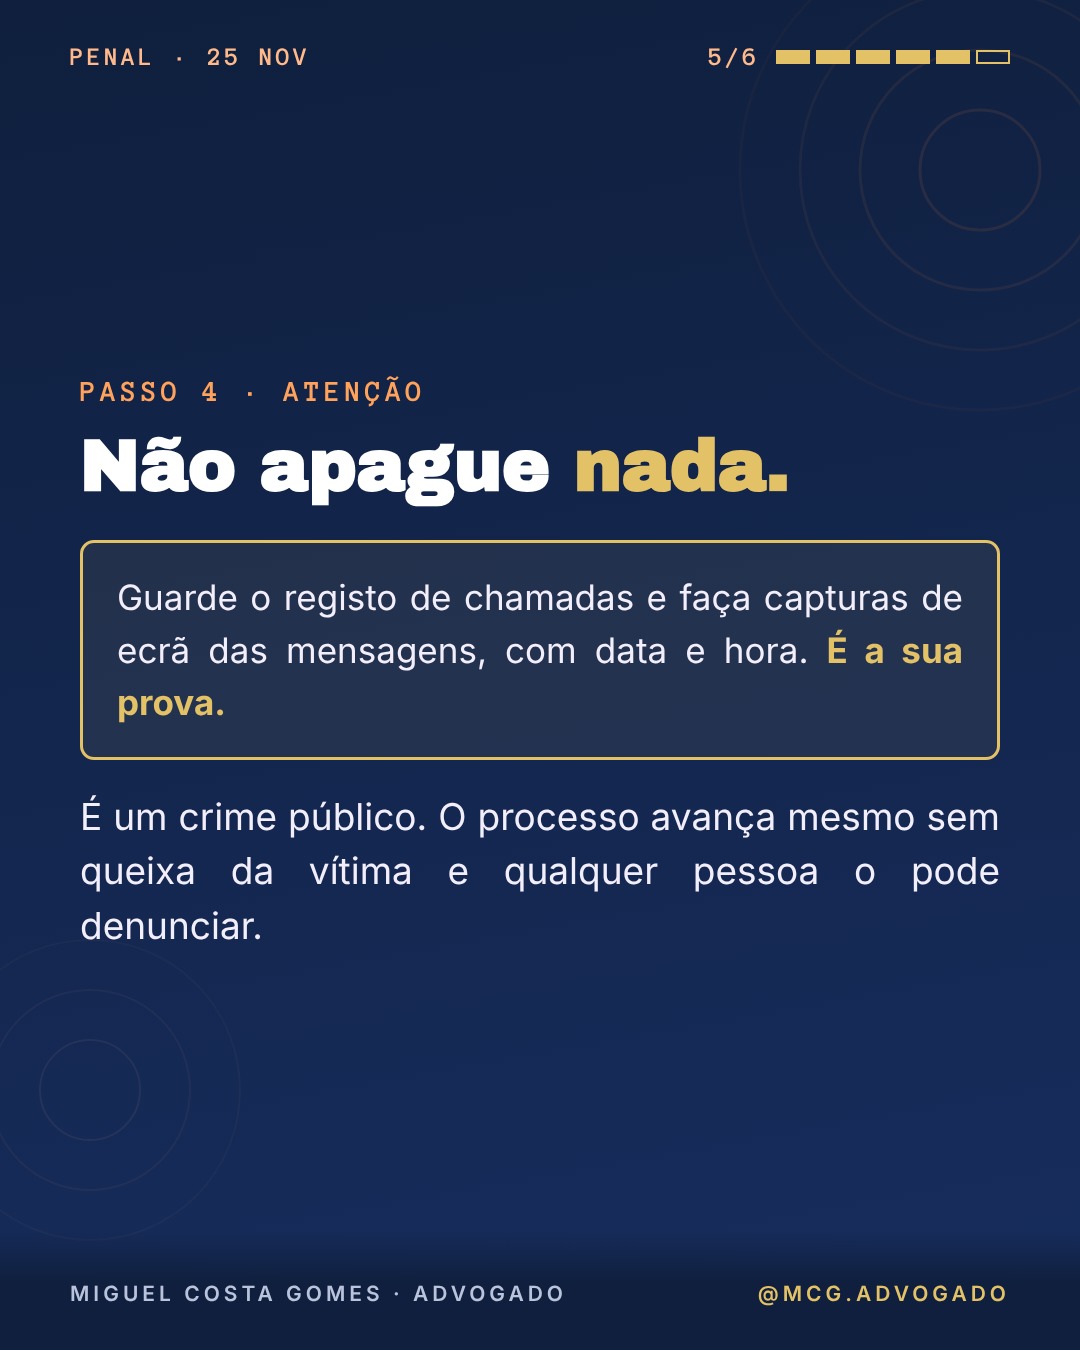 PENAL · 25 NOV
5/6
PASSO 4 · ATENÇÃO
Não apague nada.
Guarde o registo de chamadas e faça capturas de
ecrã das mensagens, com data e hora. É a sua
prova.
É um crime público. O processo avança mesmo sem
queixa da vítima e qualquer pessoa o pode
denunciar.
MIGUEL COSTA GOMES · ADVOGADO
@MCG.ADVOGADO